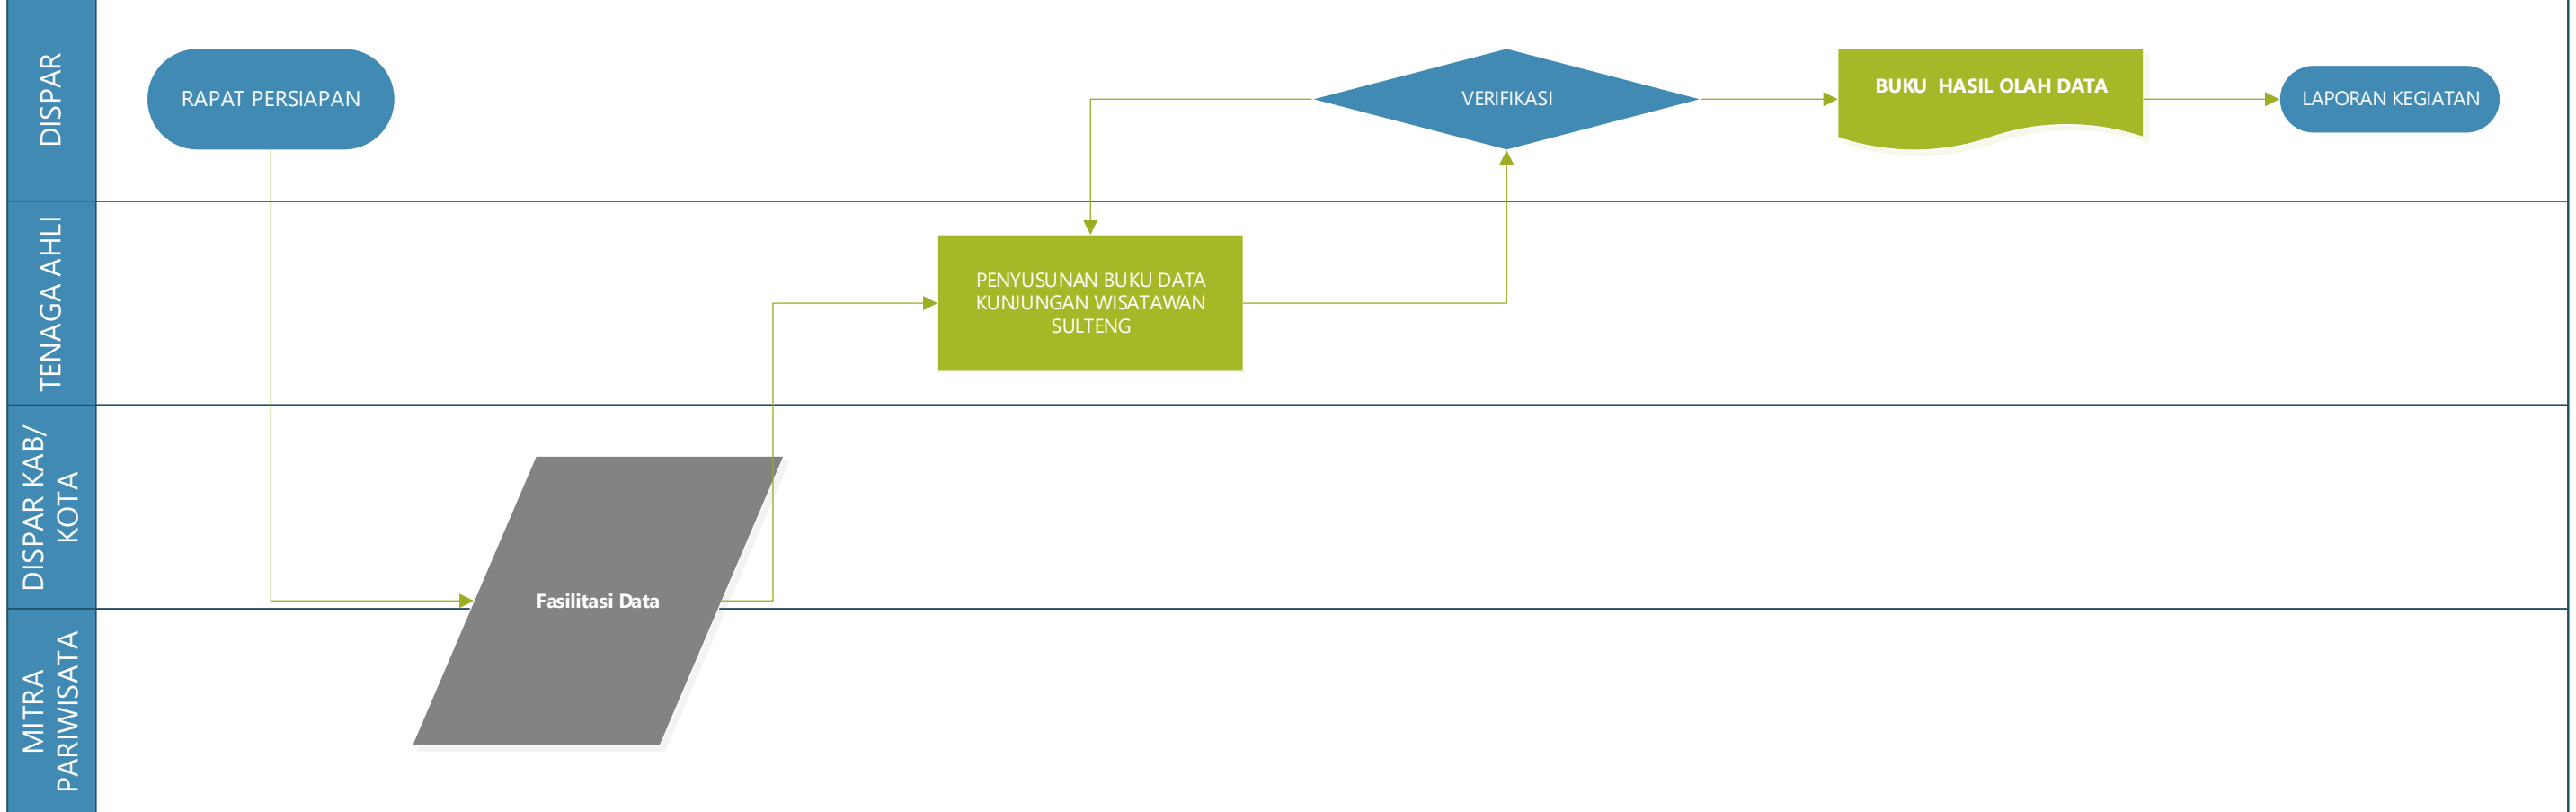 DISPAR
RAPAT PERSIAPAN
VERIFIKASI
BUKU  HASIL OLAH DATA
LAPORAN KEGIATAN
TENAGA AHLI
PENYUSUNAN BUKU DATA
KUNJUNGAN WISATAWAN
SULTENG
DISPAR KAB/
KOTA
Fasilitasi Data
MITRA
PARIWISATA